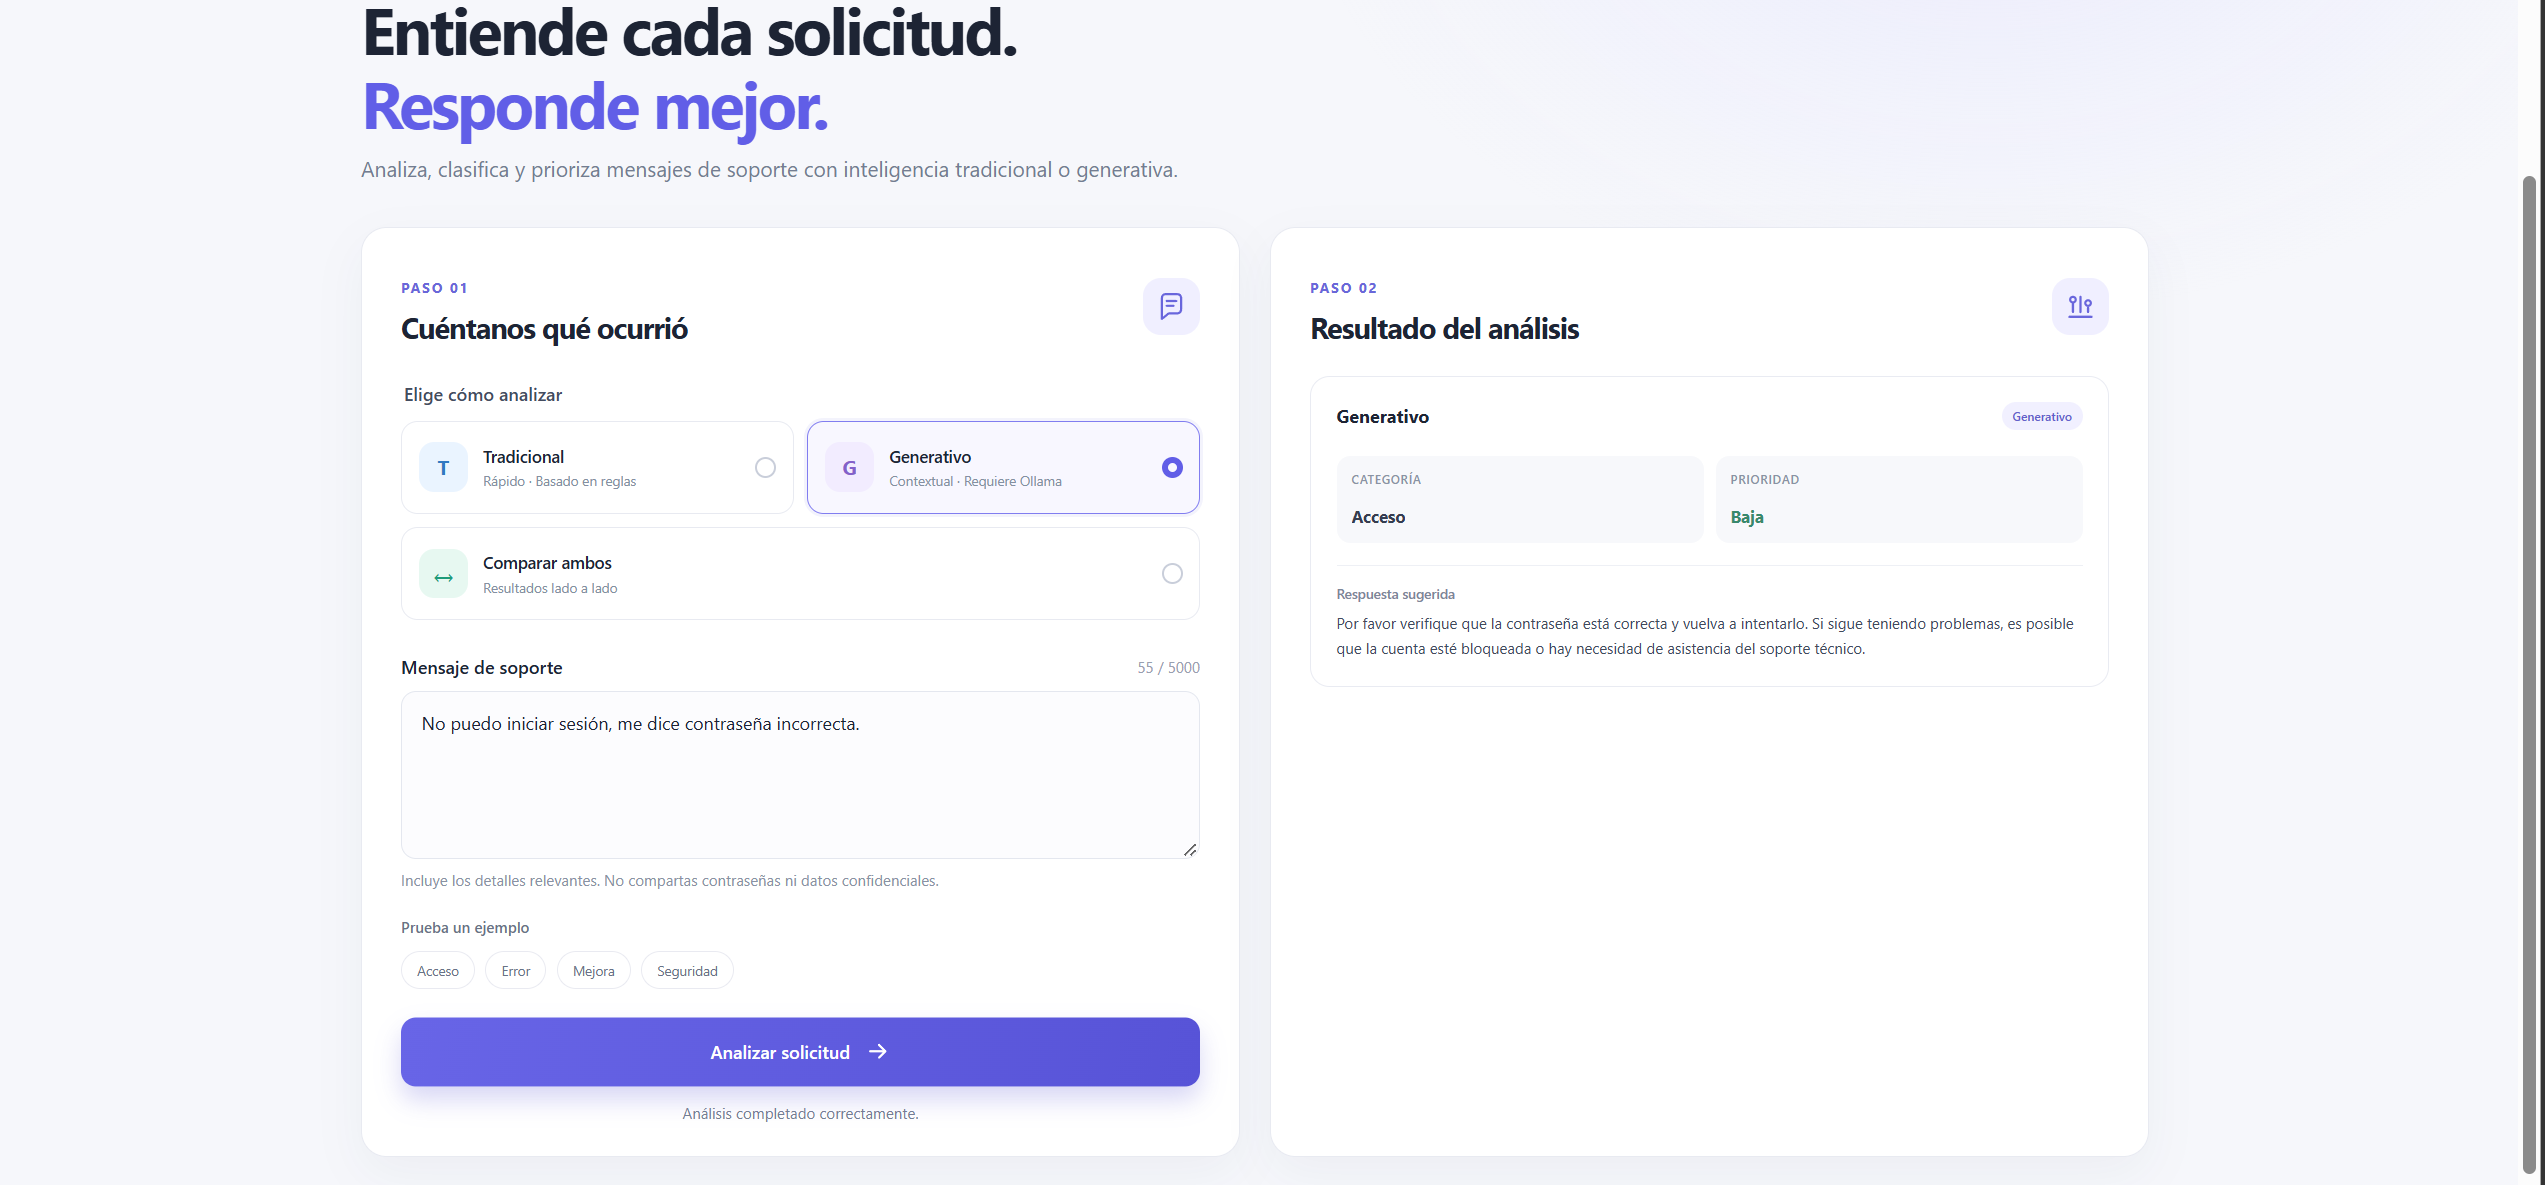 Entiende cada solicitud.
Responde mejor.
Analiza, clasifica y prioriza mensajes de soporte con inteligencia tradicional o generativa.
PASO 01
Cuéntanos qué ocurrió
Elige cómo analizar
T
Tradicional
Rápido · Basado en reglas
G
Generativo
Contextual · Requiere Ollama
↔
Comparar ambos
Resultados lado a lado
Mensaje de soporte
55 / 5000
No puedo iniciar sesión, me dice contraseña incorrecta.
Incluye los detalles relevantes. No compartas contraseñas ni datos confidenciales.
Prueba un ejemplo
Acceso
Error
Mejora
Seguridad
Analizar solicitud →
Análisis completado correctamente.
PASO 02
Resultado del análisis
Generativo
Generativo
CATEGORÍA
Acceso
PRIORIDAD
Baja
Respuesta sugerida
Por favor verifique que la contraseña está correcta y vuelva a intentarlo. Si sigue teniendo problemas, es posible
que la cuenta esté bloqueada o hay necesidad de asistencia del soporte técnico.